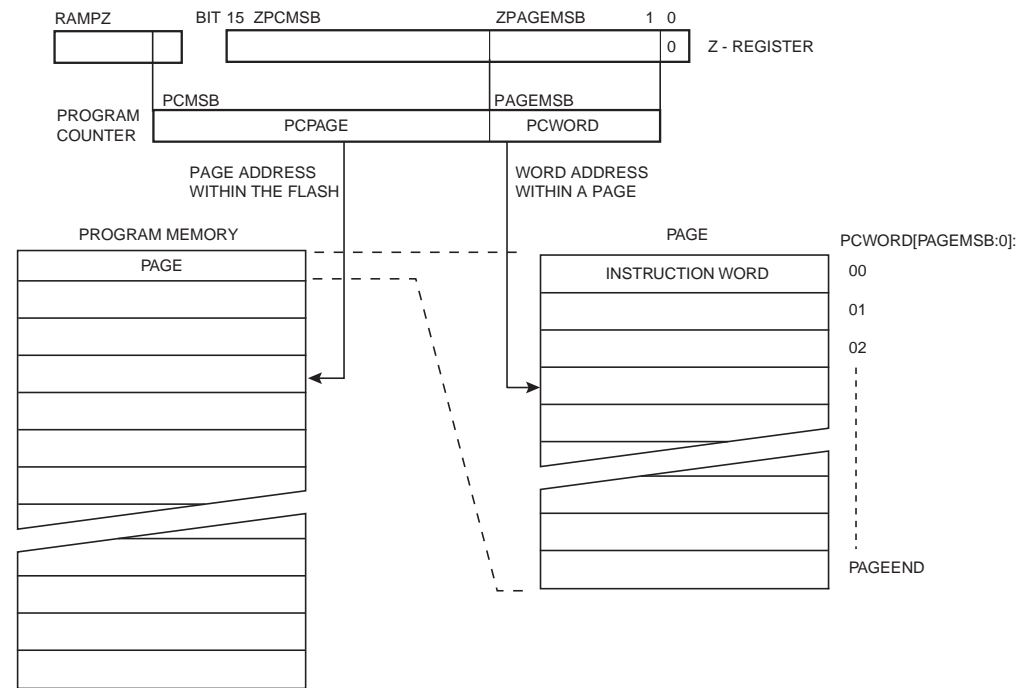 RAMPZ
BIT 15 ZPCMSB ZPAGEMSB 1 0
0
Z - REGISTER
PCMSB PAGEMSB
PROGRAM
COUNTER
PCPAGE PCWORD
PAGE ADDRESS
WITHIN THE FLASH
WORD ADDRESS
WITHIN A PAGE
PROGRAM MEMORY
PAGE
PAGE
INSTRUCTION WORD
PCWORD[PAGEMSB:0]:
00
01
02
PAGEEND